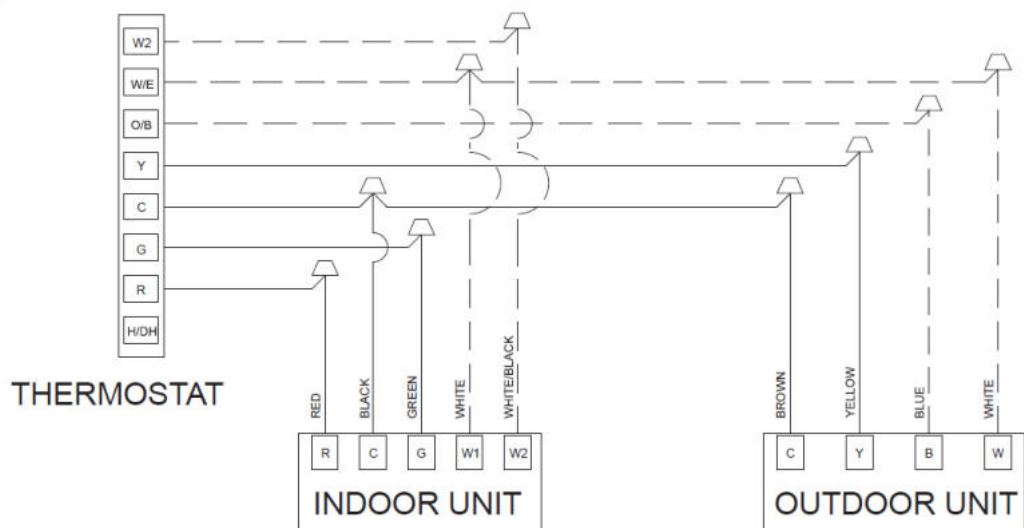 W2
W/E
O/B
Y
C
G
R
H/DH
THERMOSTAT
RED
BLACK
GREEN
WHITE
WHITE/BLACK
BROWN
YELLOW
BLUE
WHITE
R C G W1 W2
C Y B W
INDOOR UNIT
OUTDOOR UNIT